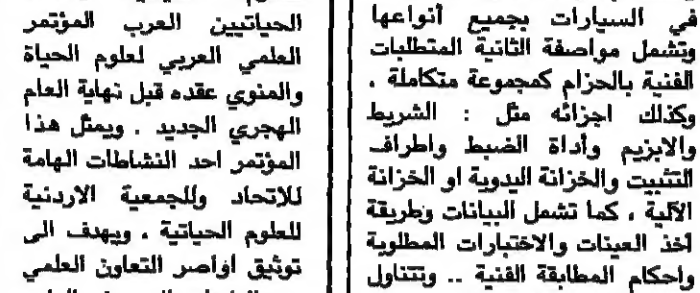 في السيارات بجميع أنواعها
وتشمل مواصفة الثانية المتطلبات
الفنية بالحزام كمجموعة متكاملة .
وكذلك اجزائه مثل : الشريط
والابزيم وأداة الضبط واطراف
التثبيت والخزانة اليدوية او الخزانة
الآلية ، كما تشمل البيانات وطريقة
أخذ العينات والاختبارات المطلوبة
واحكام المطابقة الفنية .. وتتناول
الحياتيين العرب المؤتمر
العلمي العربي لعلوم الحياة
والمنوي عقده قبل نهاية العام
الهجري الجديد . ويمثل هذا
المؤتمر احد النشاطات الهامة
للاتحاد وللجمعية الاردنية
للعلوم الحياتية ، ويهدف الى
توثيق اواصر التعاون العلمي